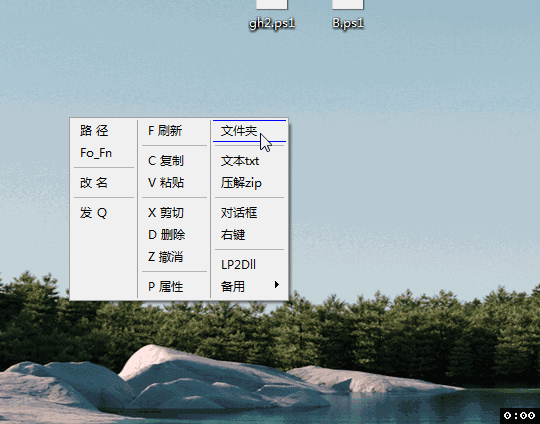 gh2.ps1
B.ps1
路 径
Fo_Fn
改 名
发 Q
F 刷新
C 复制
V 粘贴
X 剪切
D 删除
Z 撤消
P 属性
文件夹
文本txt
压解zip
对话框
右键
LP2Dll
备用
0:00